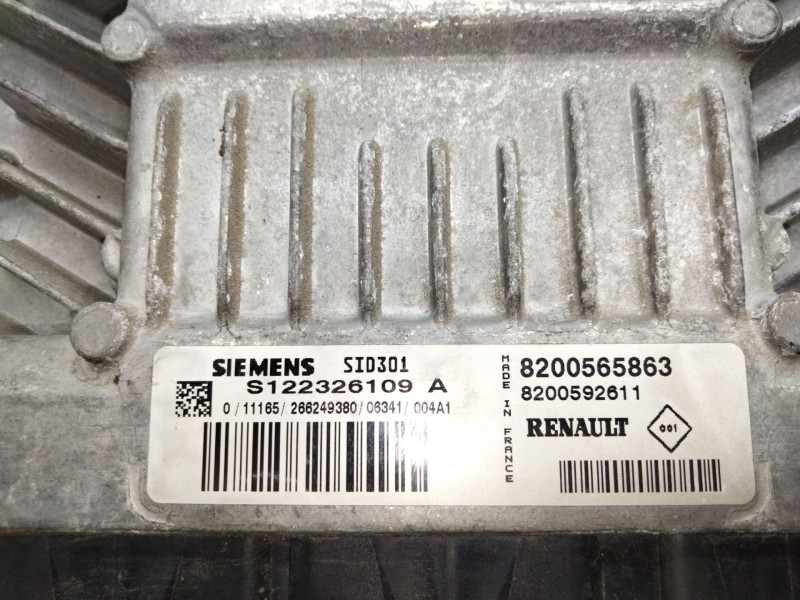 SIEMENS SID301
S122326109 A
0 / 11165 / 266249380 / 06341 / 004A1
MADE IN FRANCE
8200565863
8200592611
RENAULT 001